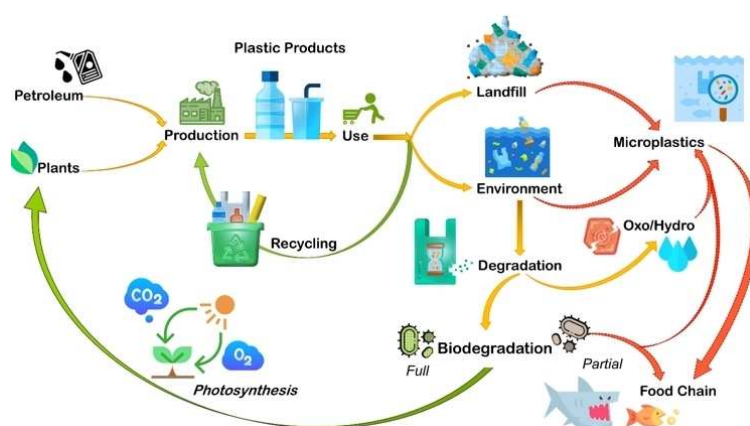 Plastic Products
Petroleum
Landfill
Production
Use
Microplastics
Plants
Environment
Recycling
Oxo/Hydro
Degradation
CO2
O2
Photosynthesis
Biodegradation
Full
Partial
Food Chain